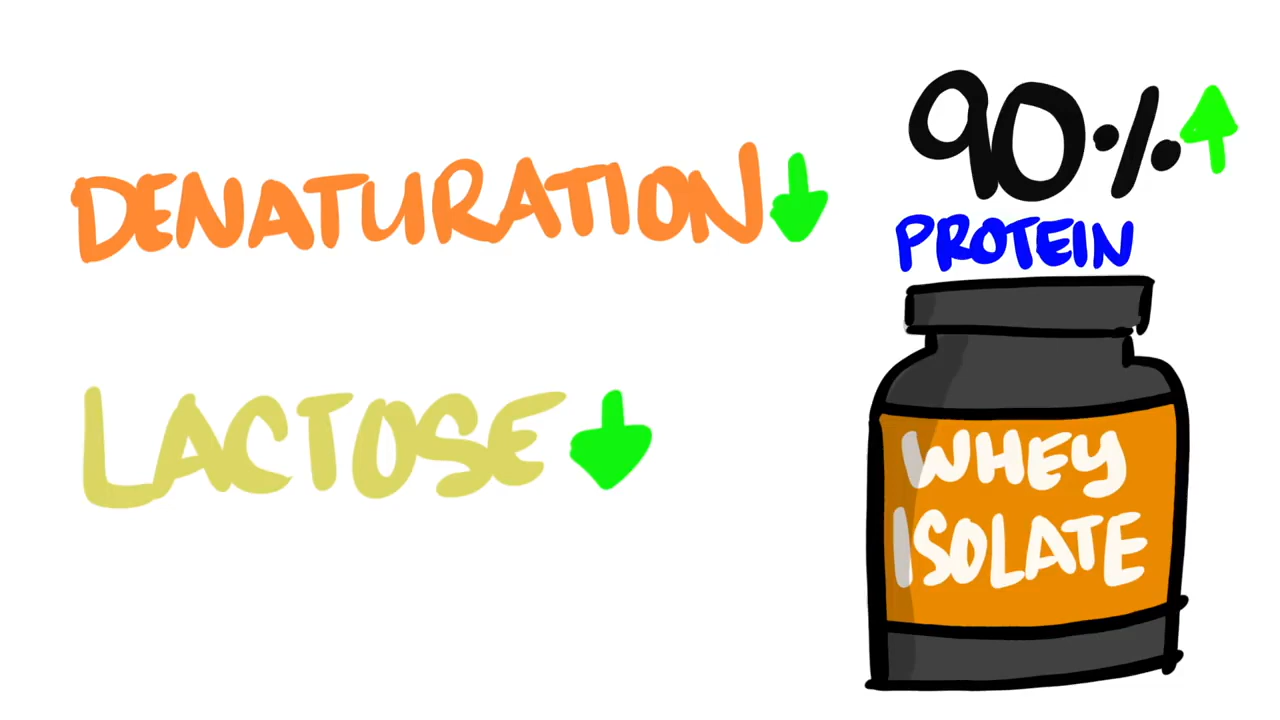 DENATURATION
LACTOSE
90%
PROTEIN
WHEY
ISOLATE